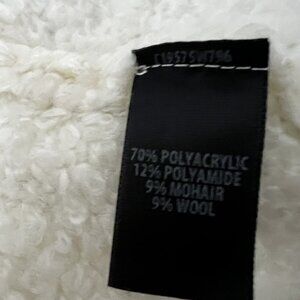 70% POLYACRYLIC
12% POLYAMIDE
9% MOHAIR
9% WOOL